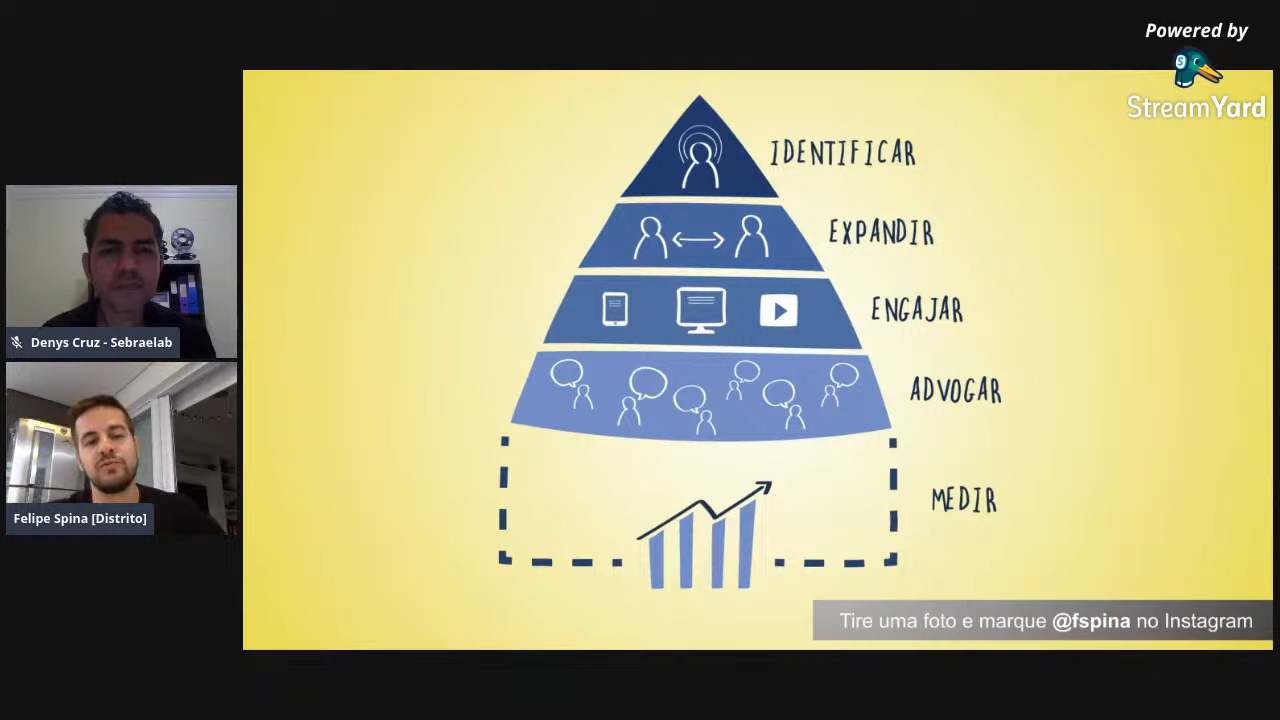 Powered by
StreamYard
IDENTIFICAR
EXPANDIR
ENGAJAR
ADVOGAR
MEDIR
Denys Cruz - Sebraelab
Felipe Spina [Distrito]
Tire uma foto e marque @fspina no Instagram